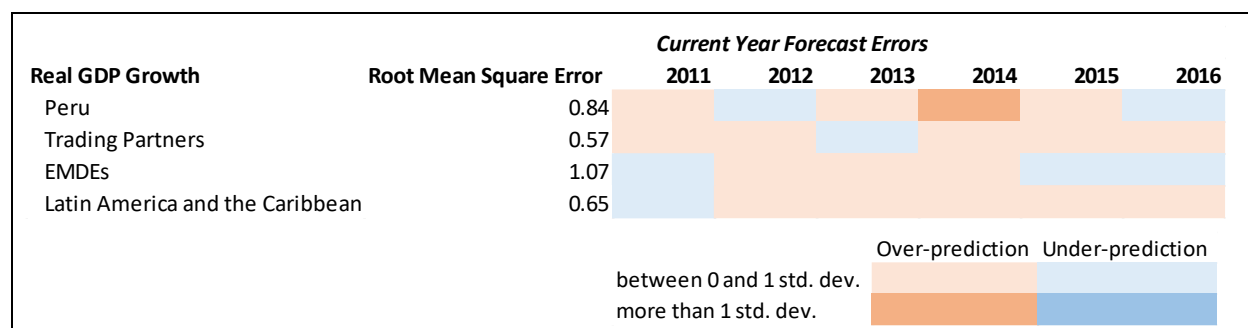 Current Year Forecast Errors
Real GDP Growth Root Mean Square Error 2011 2012 2013 2014 2015 2016
Peru 0.84
Trading Partners 0.57
EMDEs 1.07
Latin America and the Caribbean 0.65
Over-prediction Under-prediction
between 0 and 1 std. dev.
more than 1 std. dev.